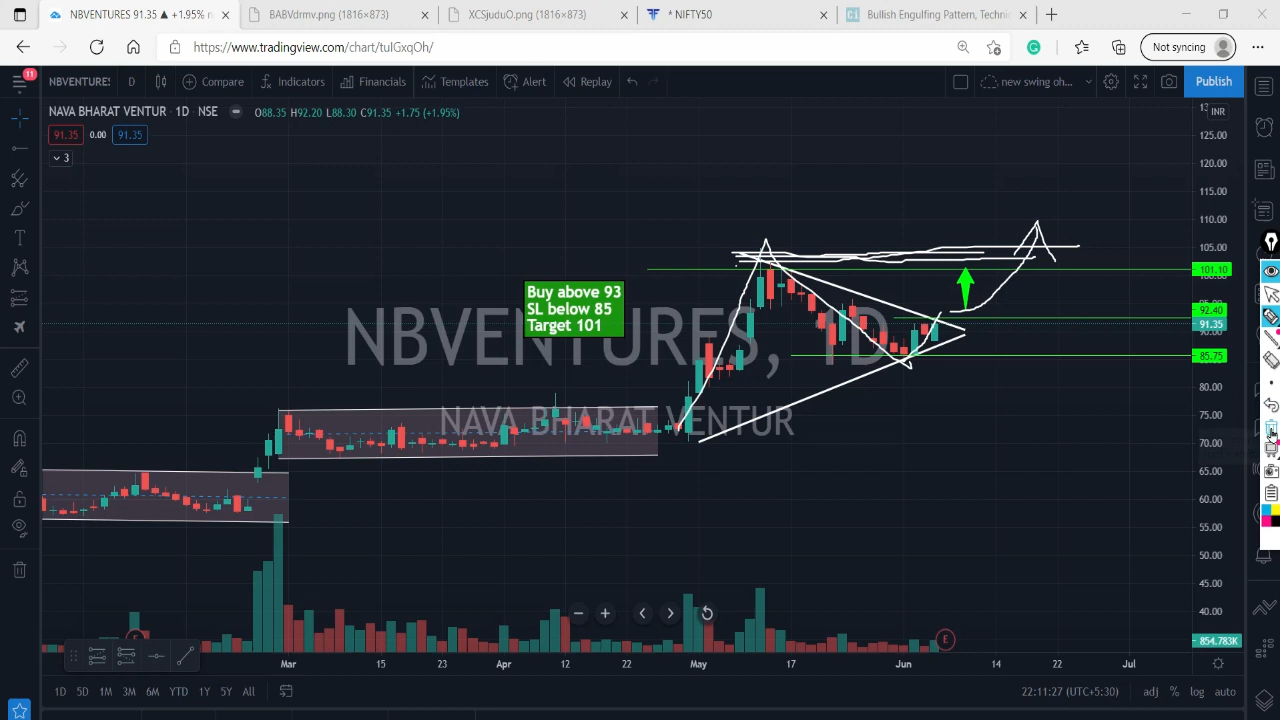 NBVENTURES 91.35 ▲ +1.95% n
BABVdrmv.png (1816×873)
XCSjuduO.png (1816×873)
* NIFTY50
Bullish Engulfing Pattern, Technic
https://www.tradingview.com/chart/tulGxqOh/
Not syncing
11
NBVENTURES
D
Compare
Indicators
Financials
Templates
Alert
Replay
new swing oh...
Publish
NAVA BHARAT VENTUR · 1D · NSE
O88.35 H92.20 L88.30 C91.35 +1.75 (+1.95%)
INR
91.35 0.00 91.35
3
125.00
120.00
115.00
110.00
105.00
101.10
92.40
91.35
85.75
80.00
75.00
70.00
65.00
60.00
55.00
50.00
45.00
40.00
854.783K
Buy above 93
SL below 85
Target 101
NBVENTURES, 1D
NAVA BHARAT VENTUR
E
Mar 15 23 Apr 12 22 May 17 Jun 14 22 Jul
1D 5D 1M 3M 6M YTD 1Y 5Y All
22:11:27 (UTC+5:30)
adj % log auto